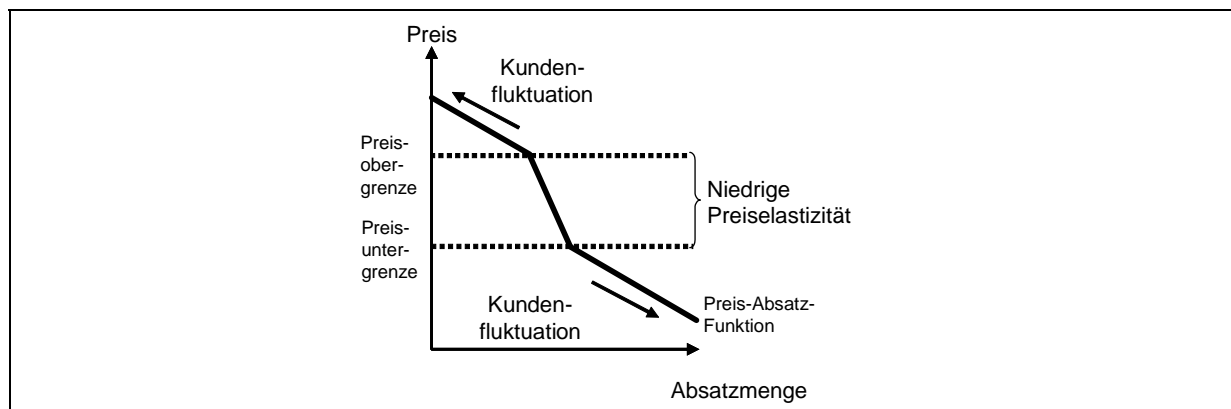 Preis
Kunden-
fluktuation
Preis-
ober-
grenze
Niedrige
Preiselastizität
Preis-
unter-
grenze
Kunden-
fluktuation
Preis-Absatz-
Funktion
Absatzmenge